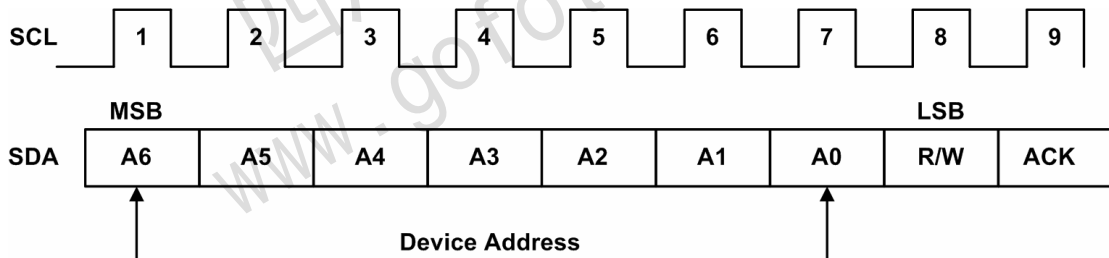 SCL 1 2 3 4 5 6 7 8 9
MSB LSB
SDA A6 A5 A4 A3 A2 A1 A0 R/W ACK
Device Address